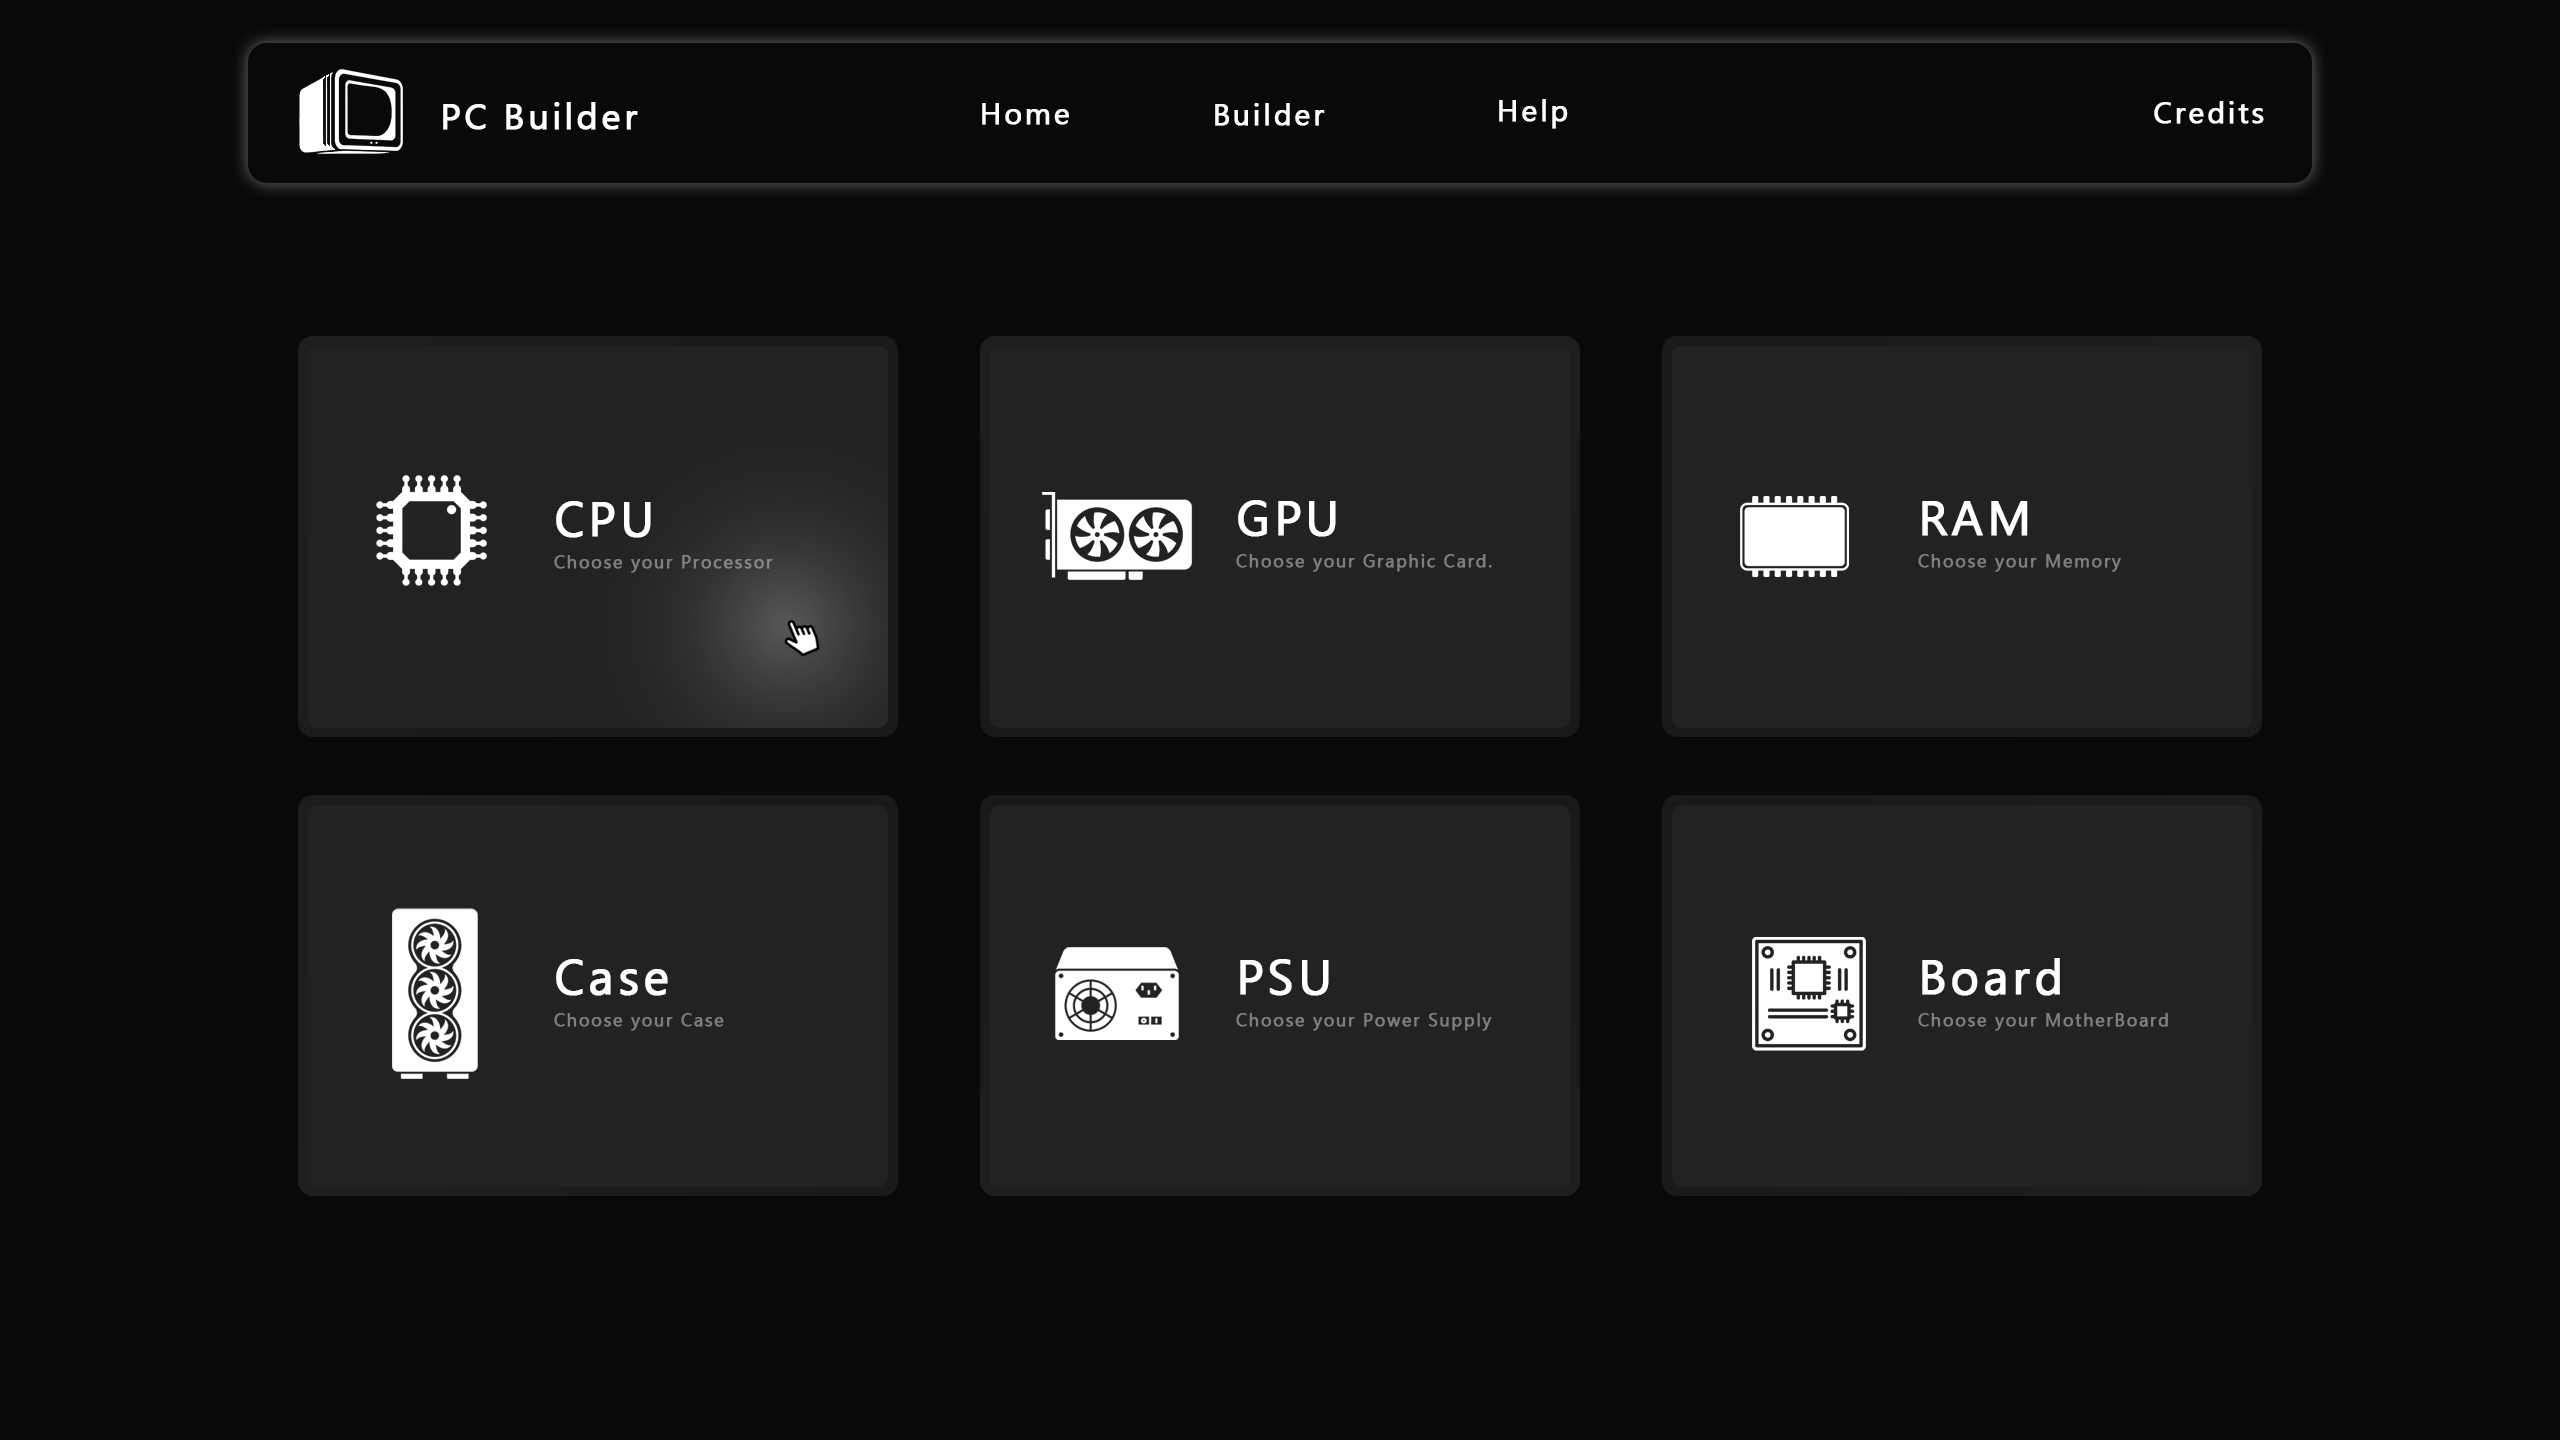 PC Builder
Home
Builder
Help
Credits
CPU
Choose your Processor
GPU
Choose your Graphic Card.
RAM
Choose your Memory
Case
Choose your Case
PSU
Choose your Power Supply
Board
Choose your MotherBoard